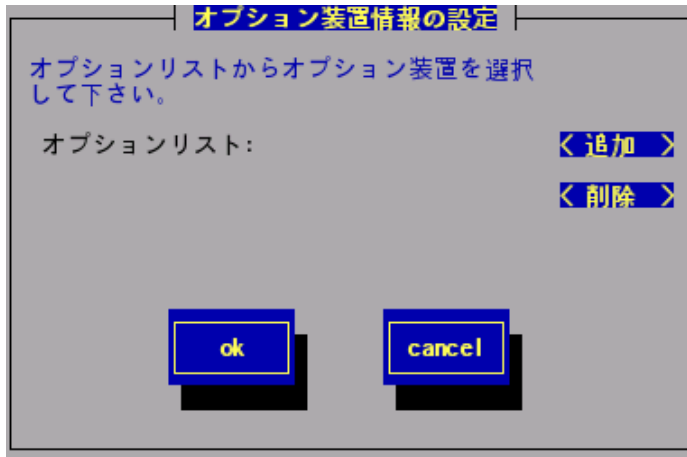 オプション装置情報の設定
オプションリストからオプション装置を選択
して下さい。
オプションリスト:
<追加 >
<削除 >
ok
cancel